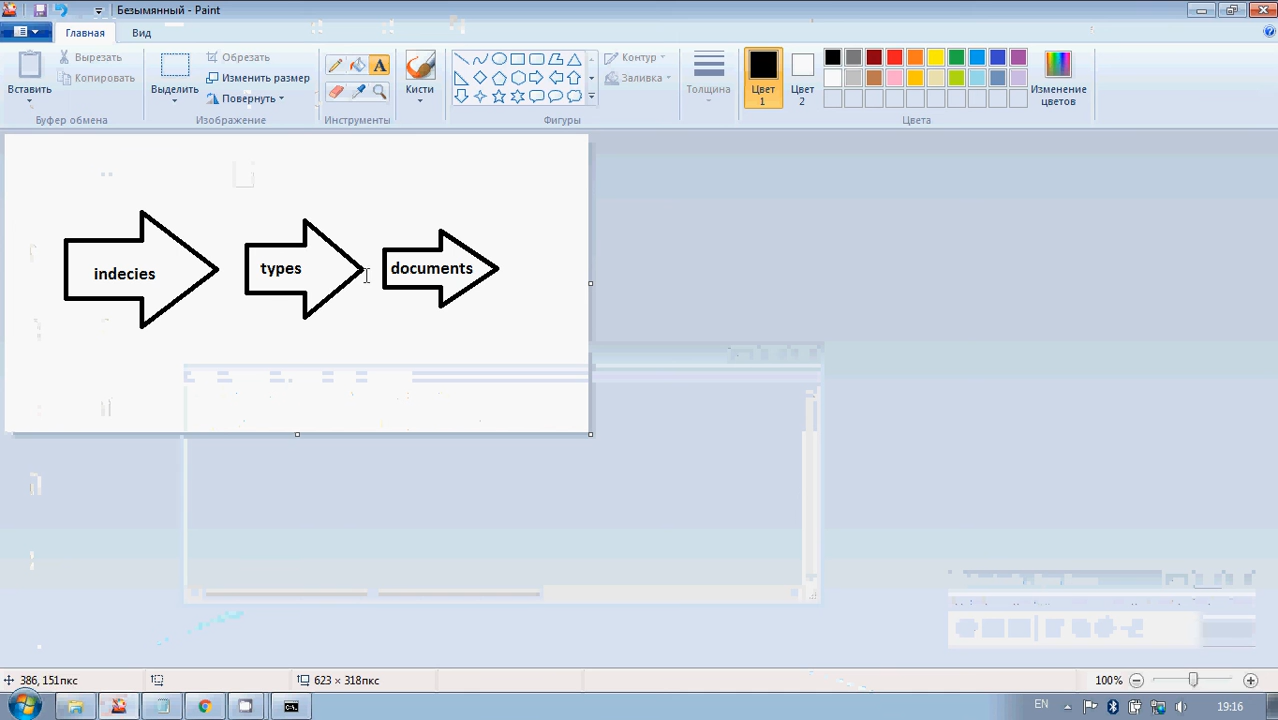 Безымянный - Paint
Главная
Вид
Вставить
Вырезать
Копировать
Буфер обмена
Выделить
Обрезать
Изменить размер
Повернуть
Изображение
A
Инструменты
Кисти
Контур
Заливка
Фигуры
Толщина
Цвет
1
Цвет
2
Изменение
цветов
Цвета
indecies
types
documents
386, 151пкс
623 × 318пкс
100%
EN
19:16